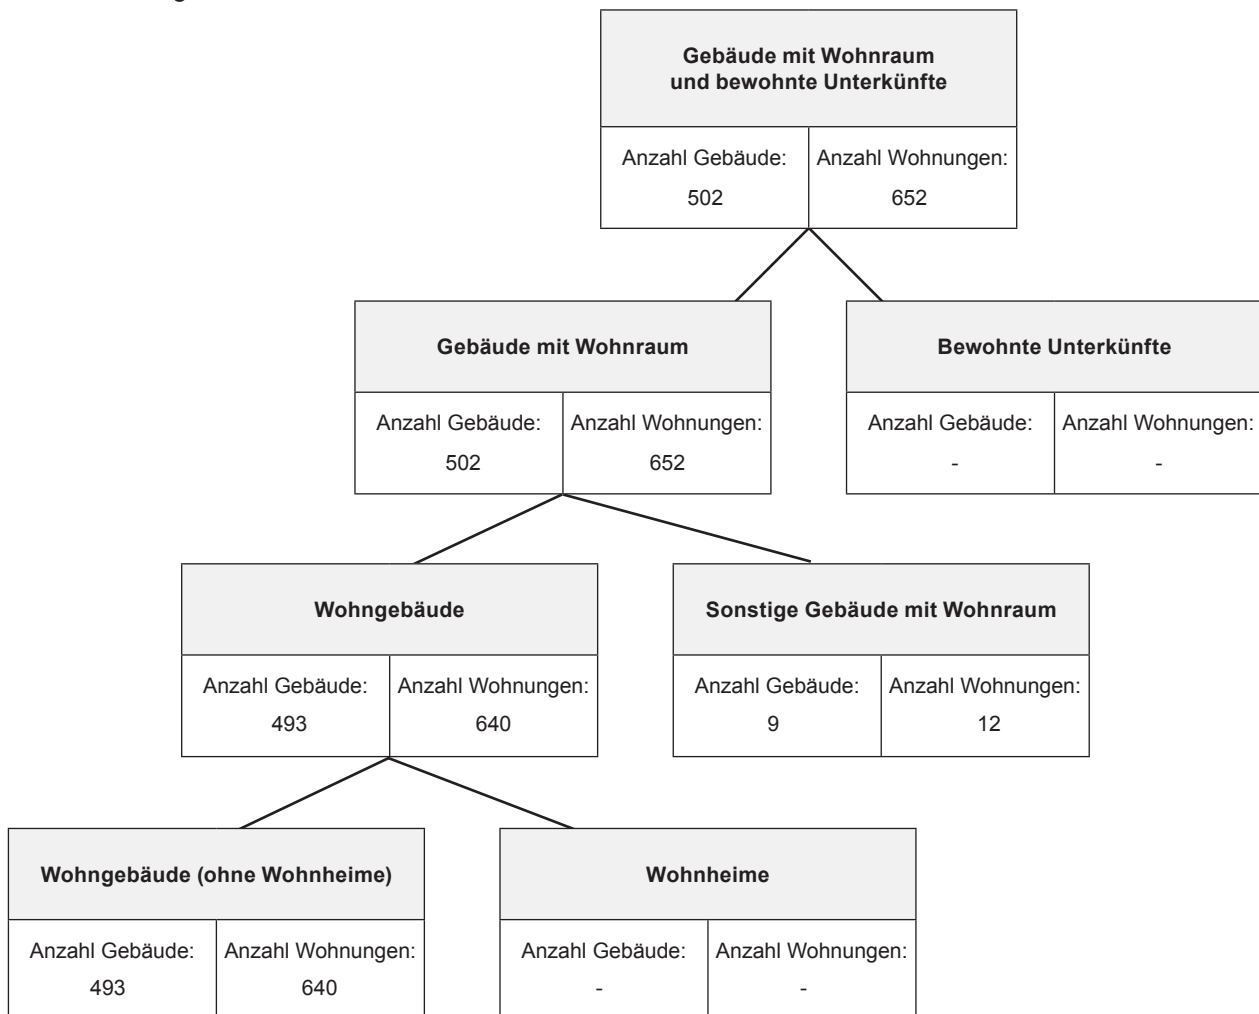 Gebäude mit Wohnraum
und bewohnte Unterkünfte
Anzahl Gebäude: Anzahl Wohnungen:
502 652
Gebäude mit Wohnraum
Anzahl Gebäude: Anzahl Wohnungen:
502 652
Bewohnte Unterkünfte
Anzahl Gebäude: Anzahl Wohnungen:
- -
Wohngebäude
Anzahl Gebäude: Anzahl Wohnungen:
493 640
Sonstige Gebäude mit Wohnraum
Anzahl Gebäude: Anzahl Wohnungen:
9 12
Wohngebäude (ohne Wohnheime)
Anzahl Gebäude: Anzahl Wohnungen:
493 640
Wohnheime
Anzahl Gebäude: Anzahl Wohnungen:
- -